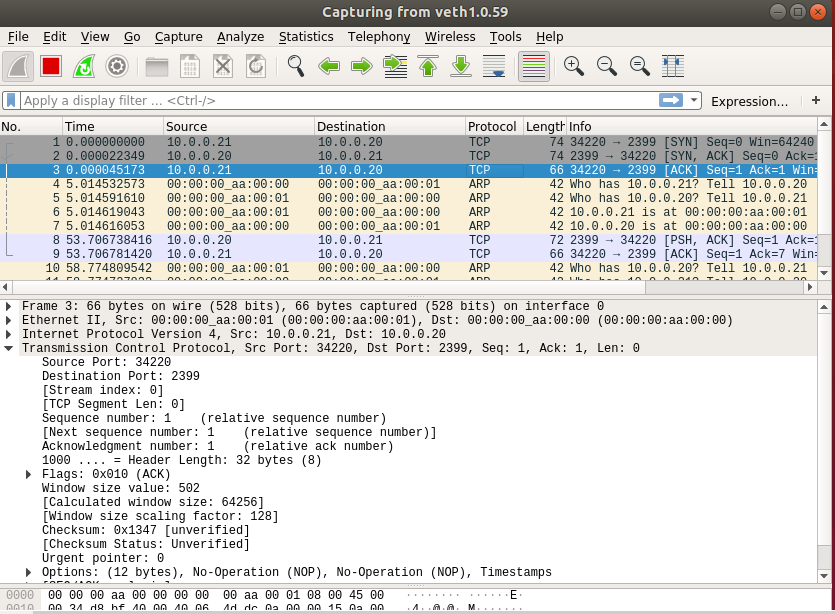 Capturing from veth1.0.59
File Edit View Go Capture Analyze Statistics Telephony Wireless Tools Help
Apply a display filter ... <Ctrl-/> Expression... +
No. Time Source Destination Protocol Length Info
1 0.000000000 10.0.0.21 10.0.0.20 TCP 74 34220 → 2399 [SYN] Seq=0 Win=64240
2 0.000022349 10.0.0.20 10.0.0.21 TCP 74 2399 → 34220 [SYN, ACK] Seq=0 Ack=1
3 0.000045173 10.0.0.21 10.0.0.20 TCP 66 34220 → 2399 [ACK] Seq=1 Ack=1 Win=
4 5.014532573 00:00:00_aa:00:00 00:00:00_aa:00:01 ARP 42 Who has 10.0.0.21? Tell 10.0.0.20
5 5.014591610 00:00:00_aa:00:01 00:00:00_aa:00:00 ARP 42 Who has 10.0.0.20? Tell 10.0.0.21
6 5.014619043 00:00:00_aa:00:01 00:00:00_aa:00:00 ARP 42 10.0.0.21 is at 00:00:00:aa:00:01
7 5.014616053 00:00:00_aa:00:00 00:00:00_aa:00:01 ARP 42 10.0.0.20 is at 00:00:00:aa:00:00
8 53.706738416 10.0.0.20 10.0.0.21 TCP 72 2399 → 34220 [PSH, ACK] Seq=1 Ack=1
9 53.706781420 10.0.0.21 10.0.0.20 TCP 66 34220 → 2399 [ACK] Seq=1 Ack=7 Win=
10 58.774809542 00:00:00_aa:00:01 00:00:00_aa:00:00 ARP 42 Who has 10.0.0.20? Tell 10.0.0.21
Frame 3: 66 bytes on wire (528 bits), 66 bytes captured (528 bits) on interface 0
Ethernet II, Src: 00:00:00_aa:00:01 (00:00:00:aa:00:01), Dst: 00:00:00_aa:00:00 (00:00:00:aa:00:00)
Internet Protocol Version 4, Src: 10.0.0.21, Dst: 10.0.0.20
Transmission Control Protocol, Src Port: 34220, Dst Port: 2399, Seq: 1, Ack: 1, Len: 0
Source Port: 34220
Destination Port: 2399
[Stream index: 0]
[TCP Segment Len: 0]
Sequence number: 1 (relative sequence number)
[Next sequence number: 1 (relative sequence number)]
Acknowledgment number: 1 (relative ack number)
1000 .... = Header Length: 32 bytes (8)
Flags: 0x010 (ACK)
Window size value: 502
[Calculated window size: 64256]
[Window size scaling factor: 128]
Checksum: 0x1347 [unverified]
[Checksum Status: Unverified]
Urgent pointer: 0
Options: (12 bytes), No-Operation (NOP), No-Operation (NOP), Timestamps
0000 00 00 00 aa 00 00 00 00 00 aa 00 01 08 00 45 00 ········ ······E·
0010 00 34 d8 bf 40 00 40 06 4d dc 0a 00 00 15 0a 00 ·4··@·@· M·······